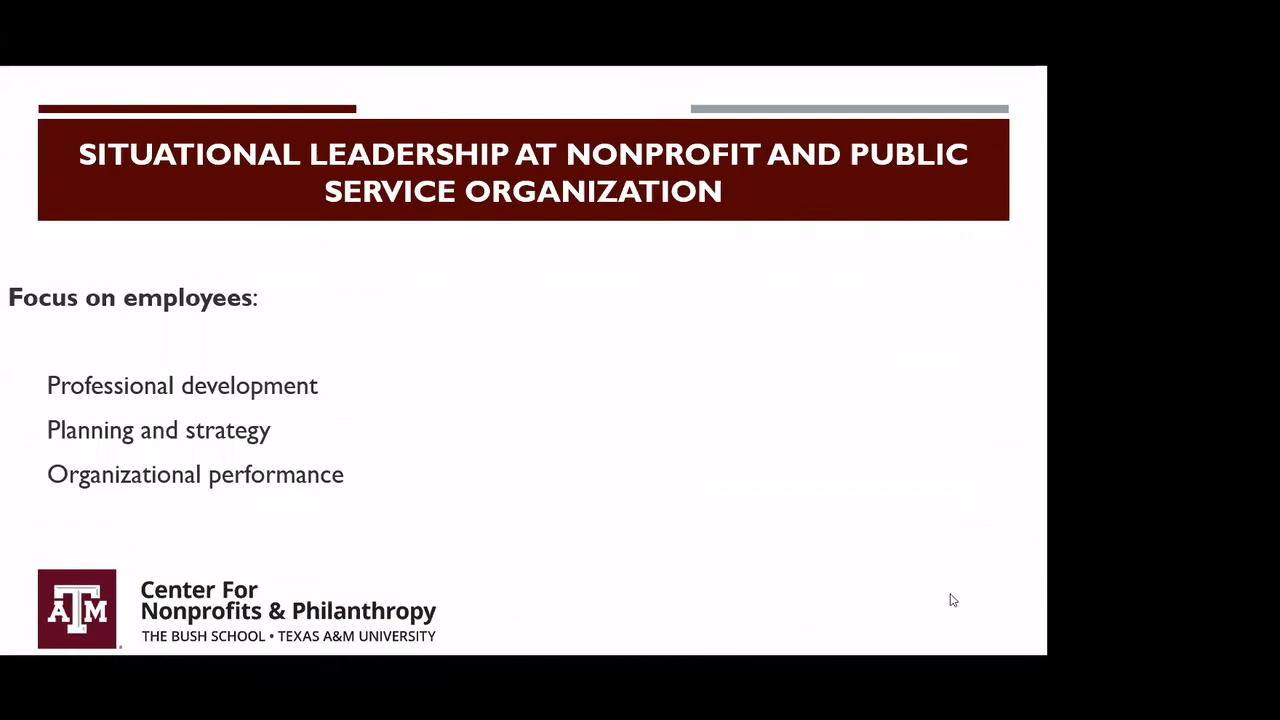 SITUATIONAL LEADERSHIP AT NONPROFIT AND PUBLIC
SERVICE ORGANIZATION
Focus on employees:
Professional development
Planning and strategy
Organizational performance
ATM
Center For
Nonprofits & Philanthropy
THE BUSH SCHOOL • TEXAS A&M UNIVERSITY